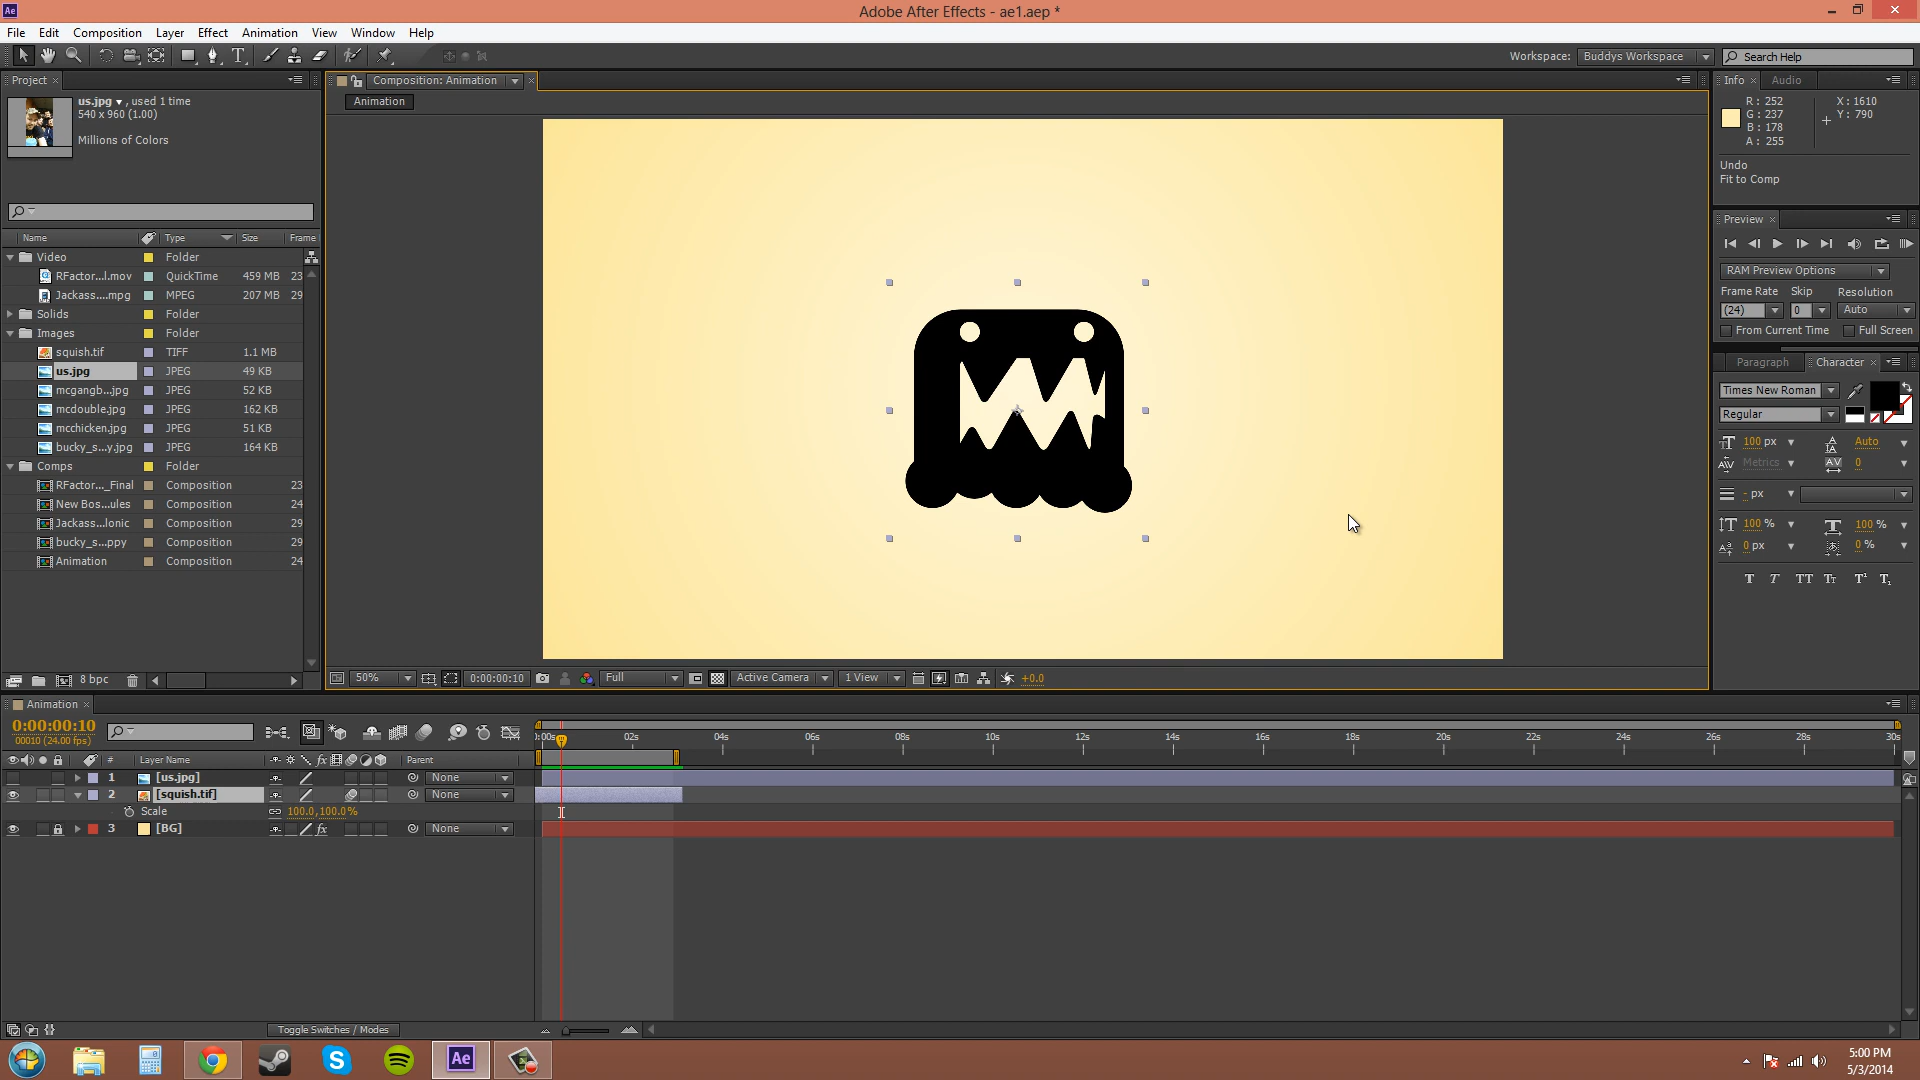 Ae
Adobe After Effects - ae1.aep *
File Edit Composition Layer Effect Animation View Window Help
Workspace: Buddys Workspace Search Help
Project
us.jpg , used 1 time
540 x 960 (1.00)
Millions of Colors
Name Type Size Frame
Video Folder
RFactor...l.mov QuickTime 459 MB 23
Jackass....mpg MPEG 207 MB 29
Solids Folder
Images Folder
squish.tif TIFF 1.1 MB
us.jpg JPEG 49 KB
mcgangb...jpg JPEG 52 KB
mcdouble.jpg JPEG 162 KB
mcchicken.jpg JPEG 51 KB
bucky_s...y.jpg JPEG 164 KB
Comps Folder
RFactor..._Final Composition 23
New Bos...ules Composition 24
Jackass...lonic Composition 29
bucky_s...ppy Composition 29
Animation Composition 24
8 bpc
Composition: Animation
Animation
50% 0:00:00:10 Full Active Camera 1 View +0.0
Info Audio
R: 252 X: 1610
G: 237 Y: 790
B: 178
A: 255
Undo
Fit to Comp
Preview
RAM Preview Options
Frame Rate Skip Resolution
(24) 0 Auto
From Current Time Full Screen
Paragraph Character
Times New Roman
Regular
100 px Auto
Metrics 0
- px
100 % 100 %
0 px 0 %
T T TT Tt T¹ T₁
Animation
0:00:00:10
00010 (24.00 fps)
# Layer Name fx Parent
1 [us.jpg] None
2 [squish.tif] None
Scale 100.0,100.0%
3 [BG] fx None
0:00s 02s 04s 06s 08s 10s 12s 14s 16s 18s 20s 22s 24s 26s 28s 30s
Toggle Switches / Modes
Ae
5:00 PM
5/3/2014